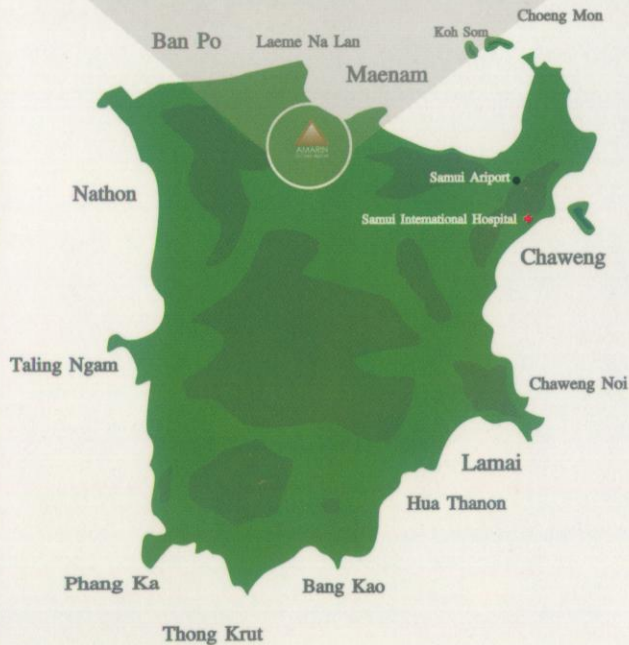 Choeng Mon
Koh Som
Ban Po
Laeme Na Lan
Maenam
AMARIN
Samui Ariport
Nathon
Samui International Hospital
Chaweng
Taling Ngam
Chaweng Noi
Lamai
Hua Thanon
Phang Ka
Bang Kao
Thong Krut